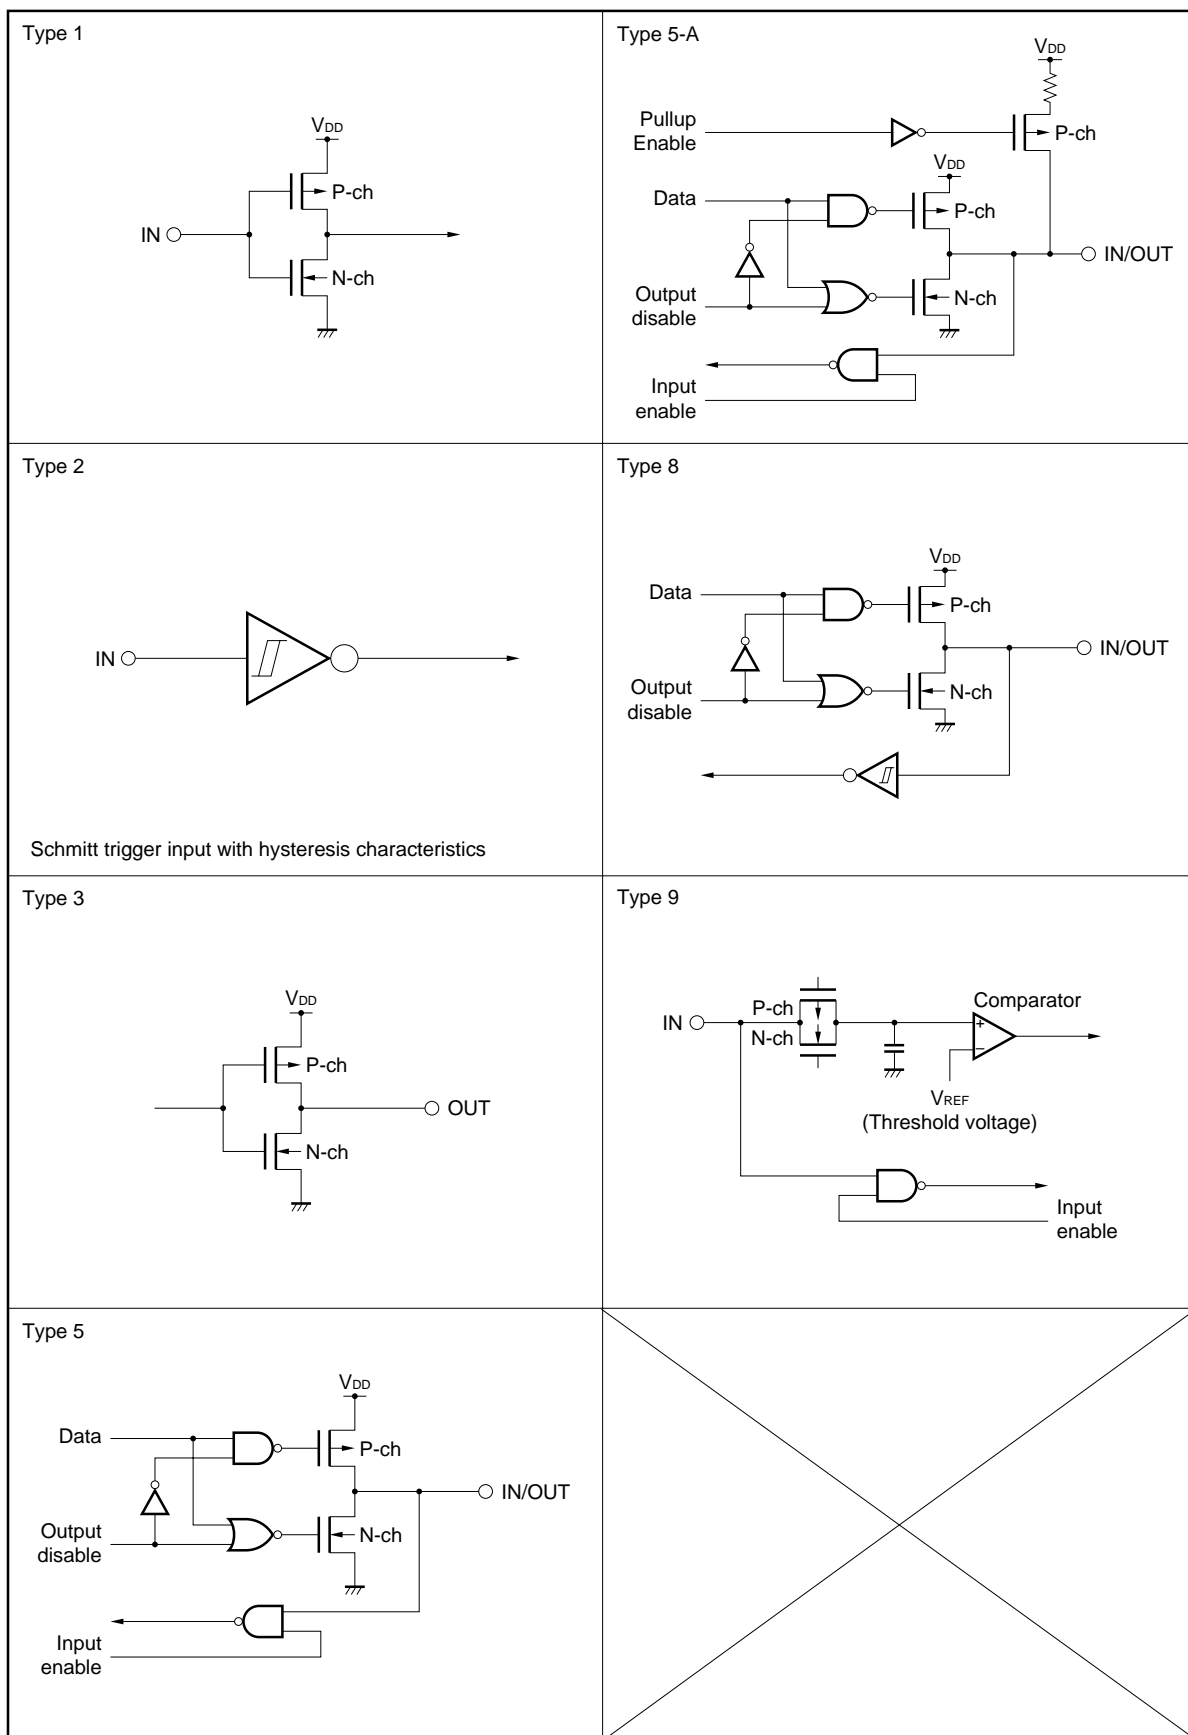 Type 1
VDD
P-ch
IN
N-ch
Type 5-A
VDD
Pullup
Enable
P-ch
VDD
Data
P-ch
IN/OUT
Output
disable
N-ch
Input
enable
Type 2
IN
Schmitt trigger input with hysteresis characteristics
Type 8
VDD
Data
P-ch
IN/OUT
Output
disable
N-ch
Type 3
VDD
P-ch
OUT
N-ch
Type 9
P-ch
Comparator
IN
+
N-ch
−
VREF
(Threshold voltage)
Input
enable
Type 5
VDD
Data
P-ch
IN/OUT
Output
disable
N-ch
Input
enable